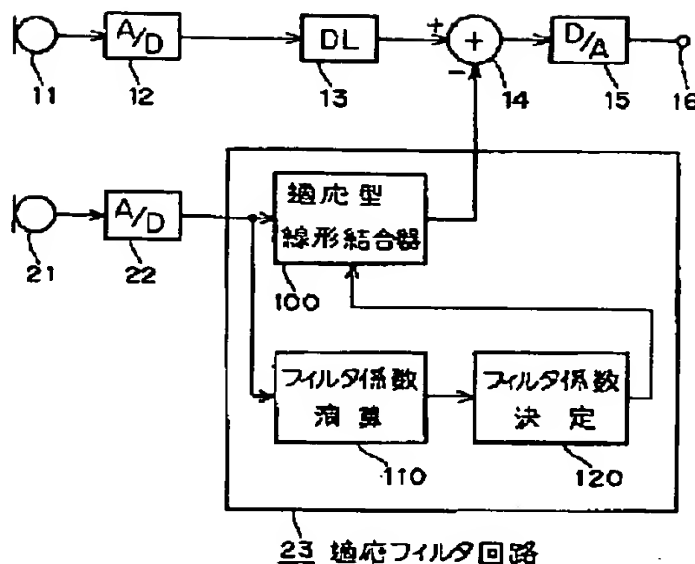 A/D
DL
+
+
−
D/A
11
12
13
14
15
16
A/D
適応型
線形結合器
21
22
100
フィルタ係数
演算
フィルタ係数
決定
110
120
23 適応フィルタ回路